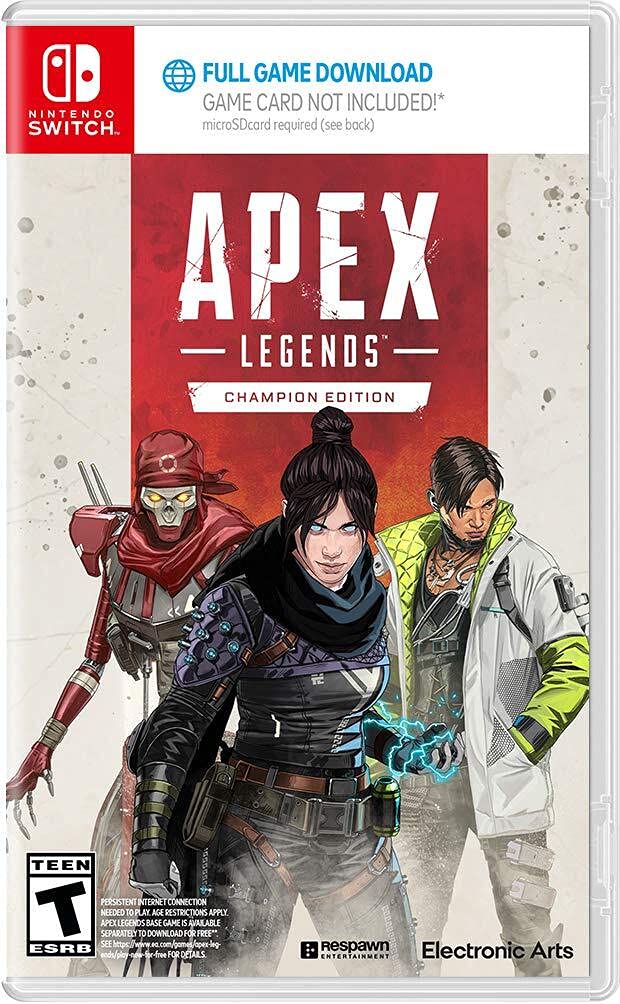 NINTENDO
SWITCH™
FULL GAME DOWNLOAD
GAME CARD NOT INCLUDED!*
microSDcard required (see back)
APEX
LEGENDS™
CHAMPION EDITION
TEEN
T
ESRB
PERSISTENT INTERNET CONNECTION
NEEDED TO PLAY. AGE RESTRICTIONS APPLY.
APEX LEGENDS BASE GAME IS AVAILABLE
SEPARATELY TO DOWNLOAD FOR FREE**.
SEE https://www.ea.com/games/apex-leg-
ends/play-now-for-free FOR DETAILS.
Respawn
ENTERTAINMENT
Electronic Arts